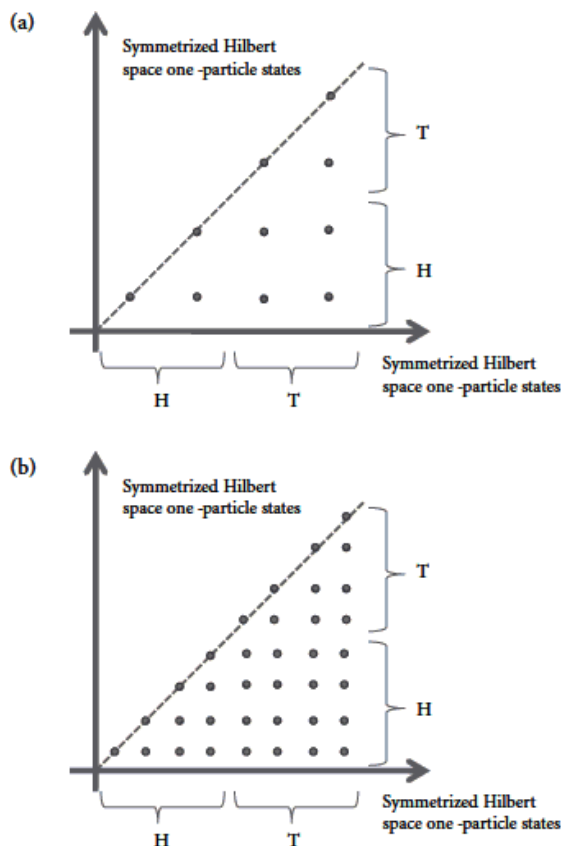 (a)
Symmetrized Hilbert
space one -particle states
T
H
Symmetrized Hilbert
space one -particle states
H
T
(b)
Symmetrized Hilbert
space one -particle states
T
H
Symmetrized Hilbert
space one -particle states
H
T